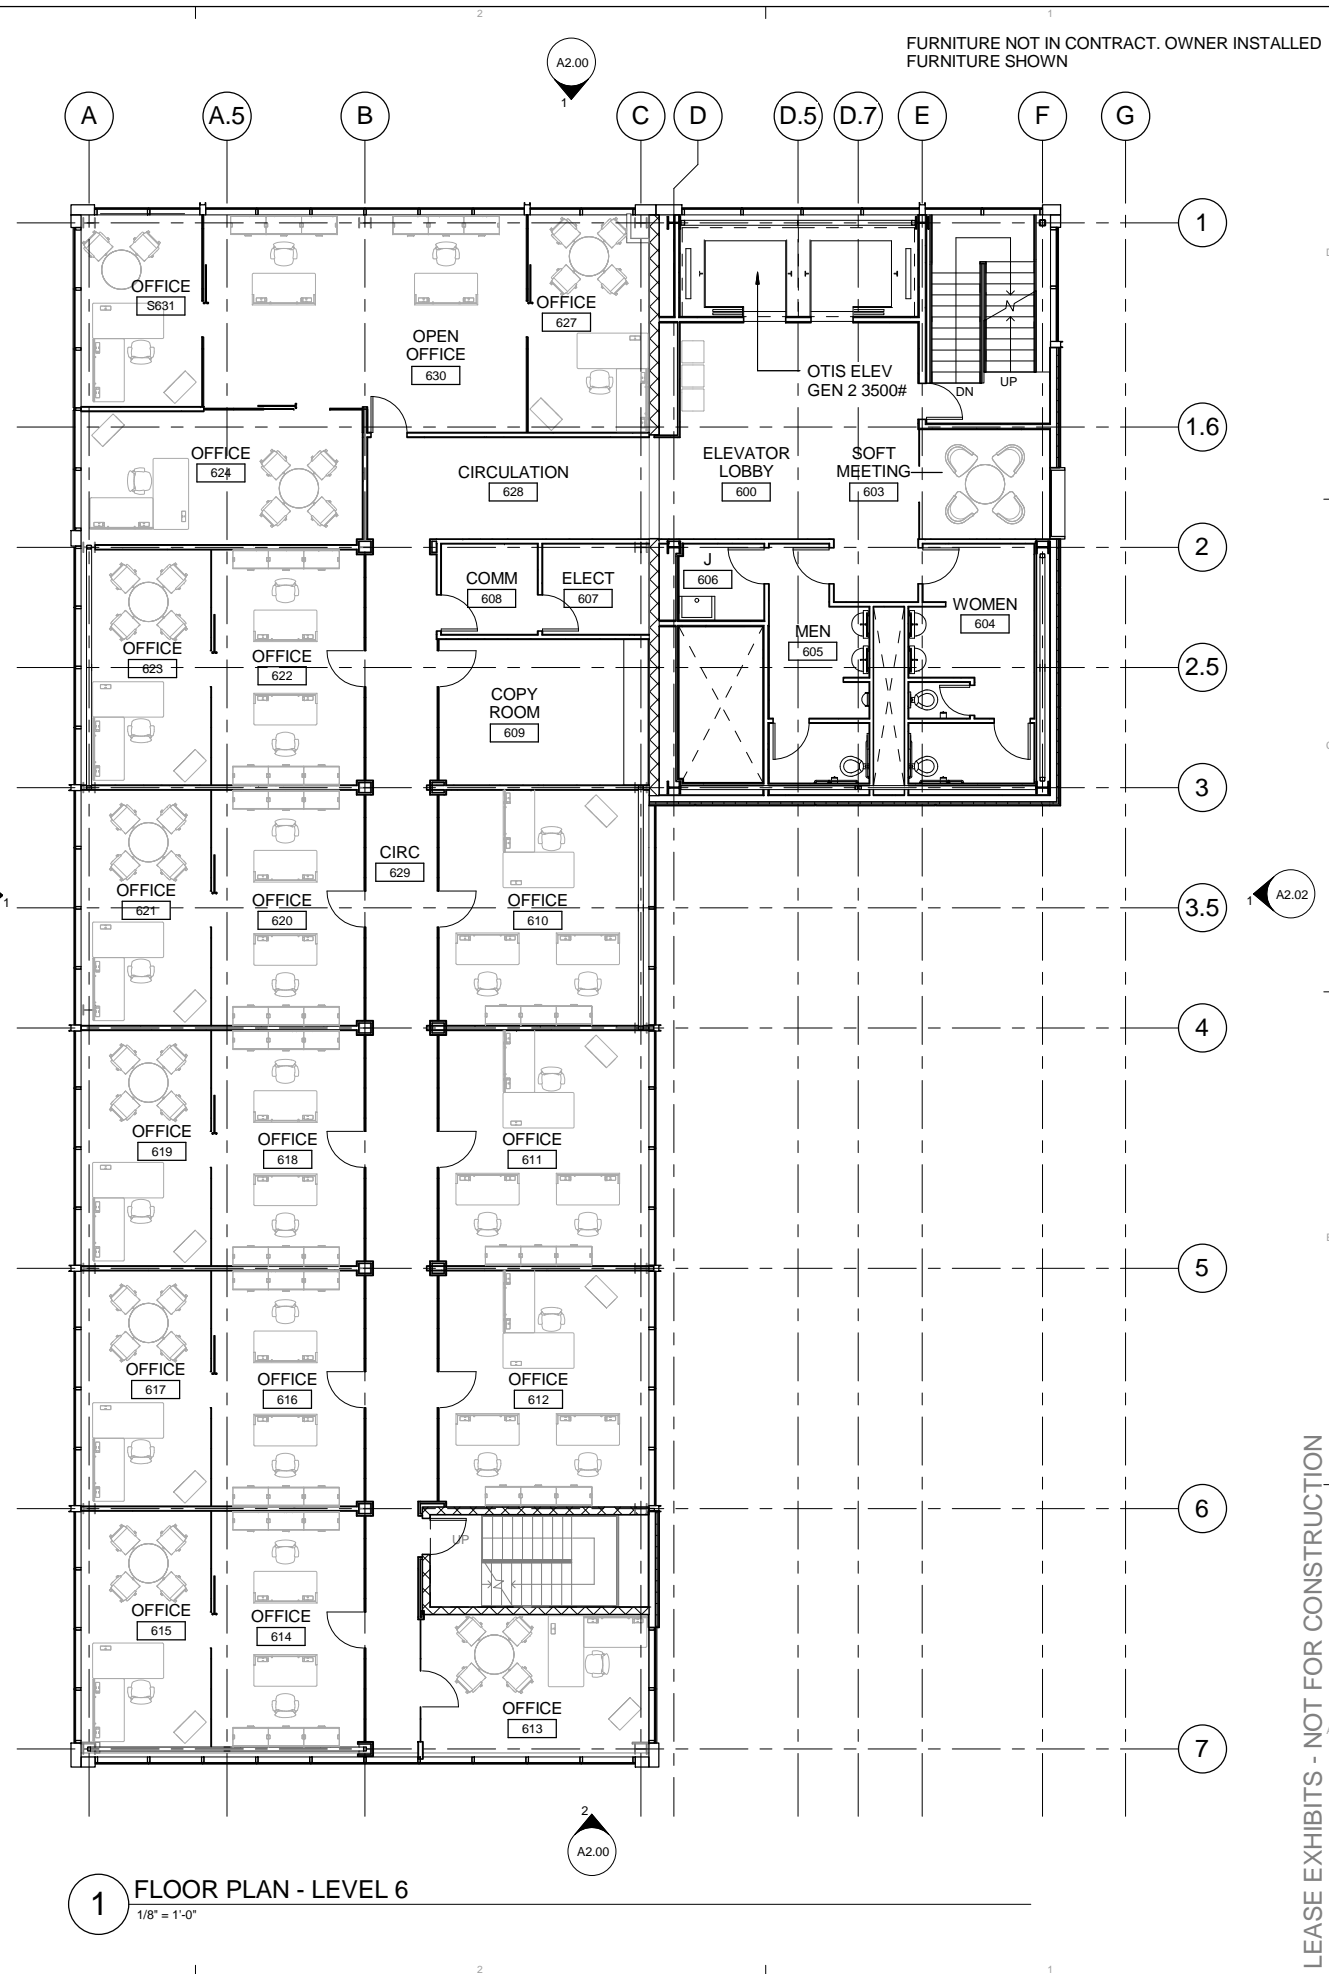 2
1
FURNITURE NOT IN CONTRACT. OWNER INSTALLED
FURNITURE SHOWN
A2.00
1
A
A.5
B
C
D
D.5
D.7
E
F
G
1
OFFICE
S631
OFFICE
627
OPEN
OFFICE
630
OTIS ELEV
GEN 2 3500#
DN
UP
1.6
OFFICE
624
CIRCULATION
628
ELEVATOR
LOBBY
600
SOFT
MEETING
603
2
COMM
608
ELECT
607
J
606
WOMEN
604
MEN
605
OFFICE
623
OFFICE
622
2.5
COPY
ROOM
609
3
CIRC
629
OFFICE
621
OFFICE
620
OFFICE
610
3.5
1
A2.02
1
4
OFFICE
619
OFFICE
618
OFFICE
611
5
OFFICE
617
OFFICE
616
OFFICE
612
6
UP
OFFICE
615
OFFICE
614
OFFICE
613
7
2
A2.00
1
FLOOR PLAN - LEVEL 6
1/8" = 1'-0"
LEASE EXHIBITS - NOT FOR CONSTRUCTION
2
1